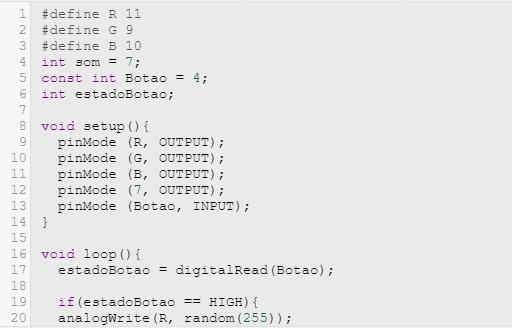 1 #define R 11
2 #define G 9
3 #define B 10
4 int som = 7;
5 const int Botao = 4;
6 int estadoBotao;
7
8 void setup(){
9   pinMode (R, OUTPUT);
10   pinMode (G, OUTPUT);
11   pinMode (B, OUTPUT);
12   pinMode (7, OUTPUT);
13   pinMode (Botao, INPUT);
14 }
15
16 void loop(){
17   estadoBotao = digitalRead(Botao);
18
19   if(estadoBotao == HIGH){
20   analogWrite(R, random(255));